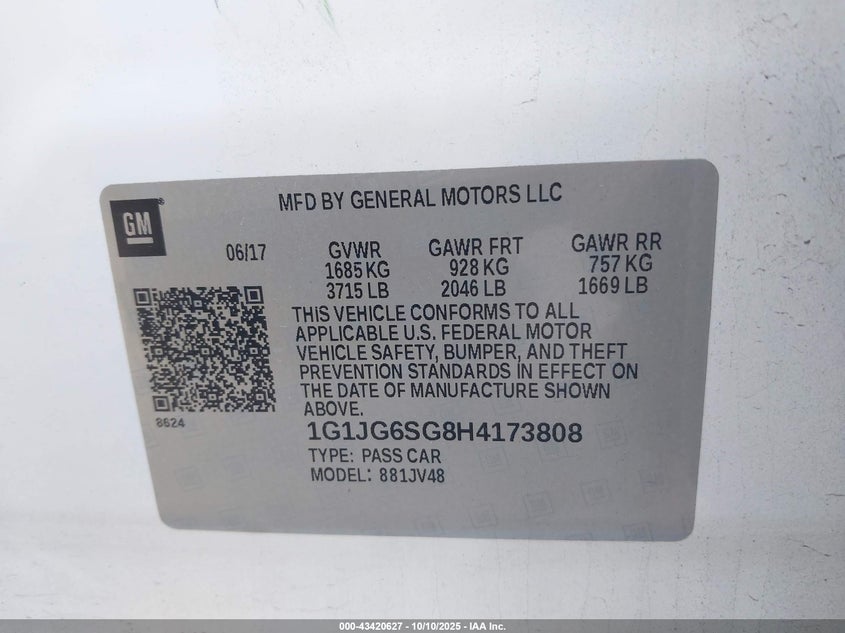 GM
MFD BY GENERAL MOTORS LLC
06/17
GVWR
1685 KG
3715 LB
GAWR FRT
928 KG
2046 LB
GAWR RR
757 KG
1669 LB
THIS VEHICLE CONFORMS TO ALL
APPLICABLE U.S. FEDERAL MOTOR
VEHICLE SAFETY, BUMPER, AND THEFT
PREVENTION STANDARDS IN EFFECT ON
THE DATE OF MANUFACTURE SHOWN
ABOVE.
8624
1G1JG6SG8H4173808
TYPE: PASS CAR
MODEL: 881JV48
000-43420627 - 10/10/2025 - IAA Inc.